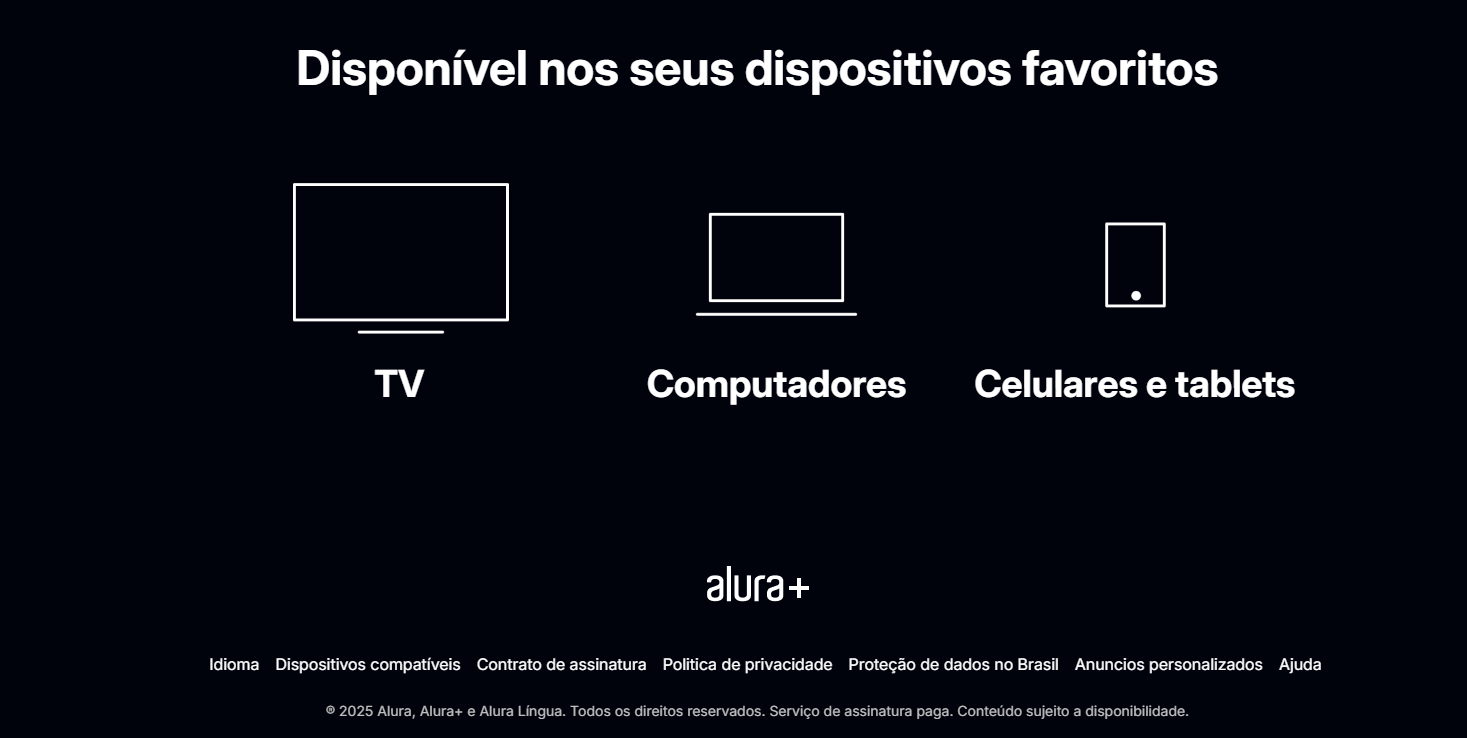 Disponível nos seus dispositivos favoritos
TV
Computadores
Celulares e tablets
alura+
Idioma Dispositivos compatíveis Contrato de assinatura Politica de privacidade Proteção de dados no Brasil Anuncios personalizados Ajuda
® 2025 Alura, Alura+ e Alura Língua. Todos os direitos reservados. Serviço de assinatura paga. Conteúdo sujeito a disponibilidade.